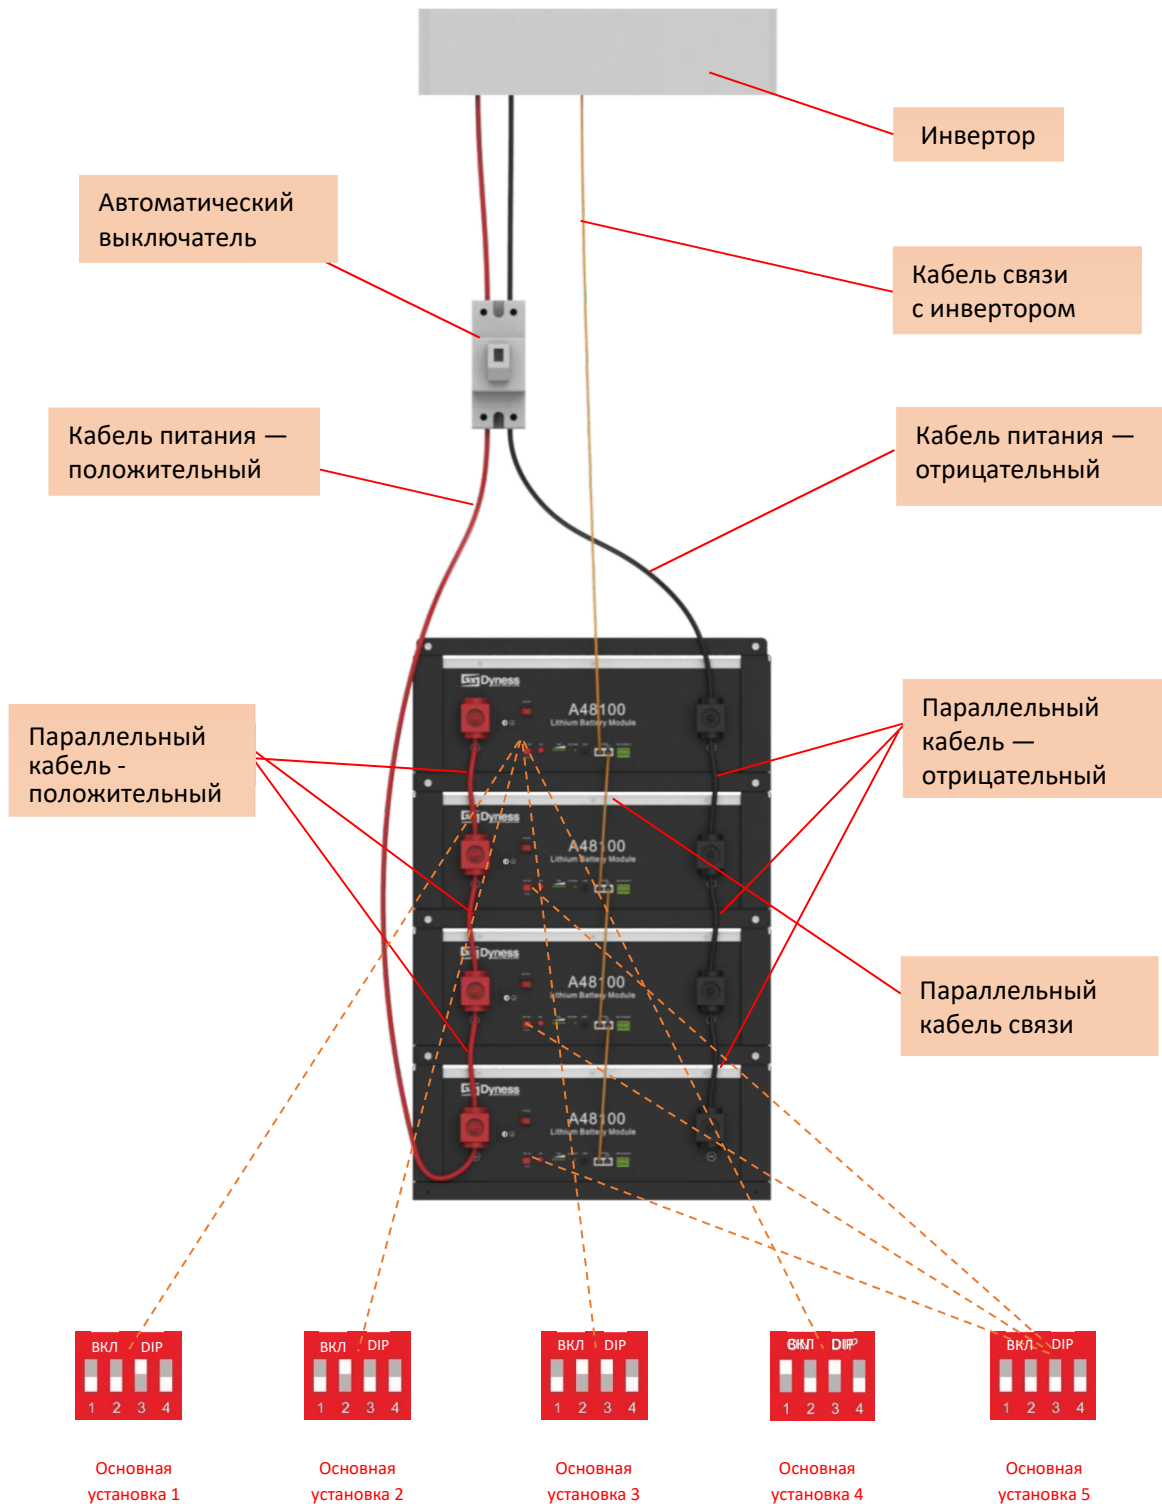 Инвертор
Автоматический
выключатель
Кабель связи
с инвертором
Кабель питания —
положительный
Кабель питания —
отрицательный
Dyness
A48100
Lithium Battery Module
Параллельный
кабель -
положительный
Параллельный
кабель —
отрицательный
Dyness
A48100
Lithium Battery Module
Dyness
A48100
Lithium Battery Module
Параллельный
кабель связи
Dyness
A48100
Lithium Battery Module
ВКЛ DIP
1 2 3 4
ВКЛ DIP
1 2 3 4
ВКЛ DIP
1 2 3 4
ВКЛ DIP
1 2 3 4
ВКЛ DIP
1 2 3 4
Основная
установка 1
Основная
установка 2
Основная
установка 3
Основная
установка 4
Основная
установка 5